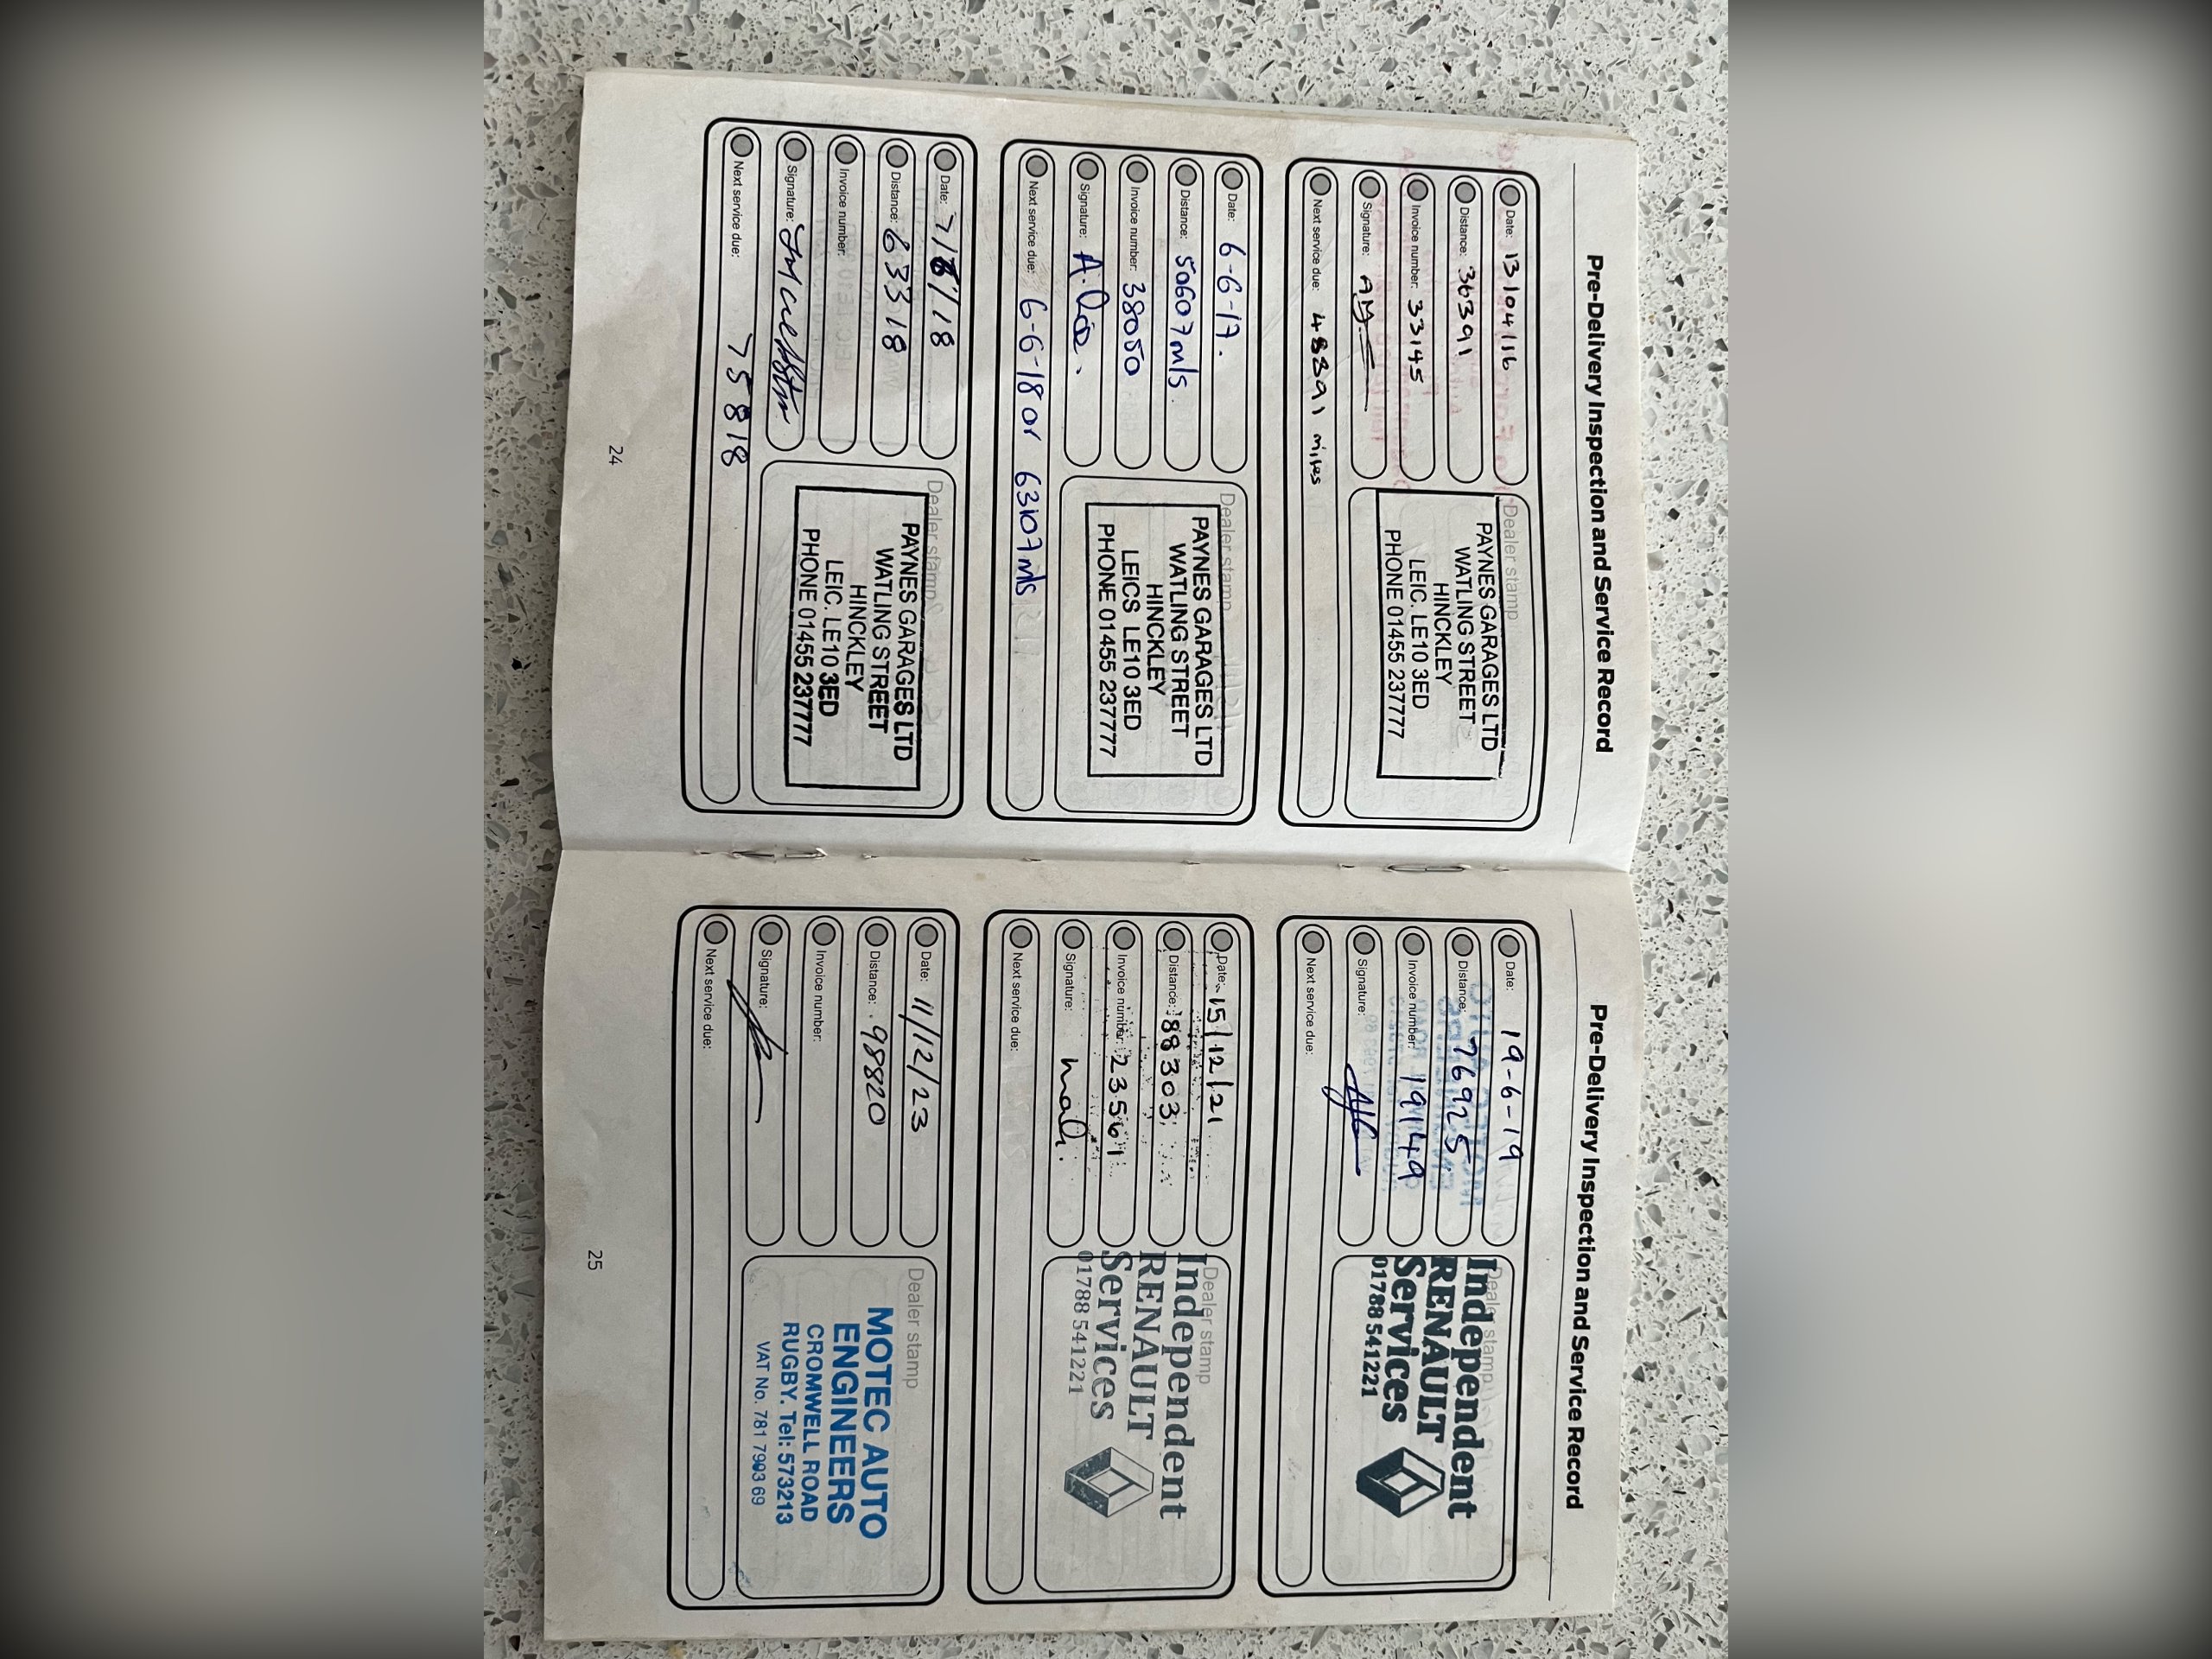 Pre-Delivery Inspection and Service Record
Date: 13/04/16
Distance: 36391
Invoice number: 33145
Signature:
Next service due: 48391 miles
Dealer stamp
PAYNES GARAGES LTD
WATLING STREET
HINCKLEY
LEIC. LE10 3ED
PHONE 01455 237777
Date: 6-6-17.
Distance: 50607 mls.
Invoice number: 38050
Signature:
Next service due: 6-6-18 or 63107 mls
Dealer stamp
PAYNES GARAGES LTD
WATLING STREET
HINCKLEY
LEICS LE10 3ED
PHONE 01455 237777
Date: 7/8/18
Distance: 63318
Invoice number:
Signature:
Next service due: 75818
Dealer stamp
PAYNES GARAGES LTD
WATLING STREET
HINCKLEY
LEIC. LE10 3ED
PHONE 01455 237777
24
Pre-Delivery Inspection and Service Record
Date: 19-6-19
Distance: 76925
Invoice number: 19149
Signature:
Next service due:
Dealer stamp
Independent
RENAULT
Services
01788 541221
Date: 15/12/21
Distance: 88303
Invoice number: 23561
Signature:
Next service due:
Dealer stamp
Independent
RENAULT
Services
01788 541221
Date: 11/12/23
Distance: 98820
Invoice number:
Signature:
Next service due:
Dealer stamp
MOTEC AUTO
ENGINEERS
CROMWELL ROAD
RUGBY. Tel: 573213
VAT No. 781 7903 69
25